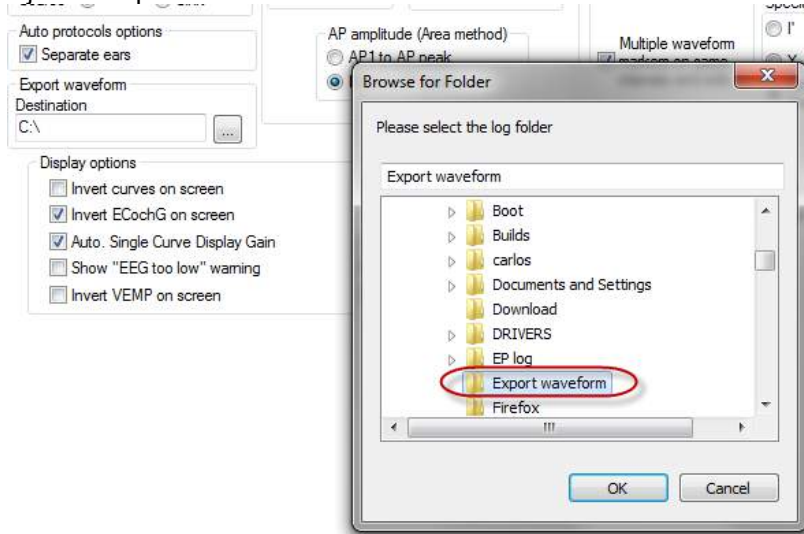 Auto protocols options
Separate ears
Export waveform
Destination
C:\
...
Display options
Invert curves on screen
Invert ECochG on screen
Auto. Single Curve Display Gain
Show "EEG too low" warning
Invert VEMP on screen
AP amplitude (Area method)
AP1 to AP peak
Multiple waveform
Browse for Folder
Please select the log folder
Export waveform
Boot
Builds
carlos
Documents and Settings
Download
DRIVERS
EP log
Export waveform
Firefox
OK
Cancel